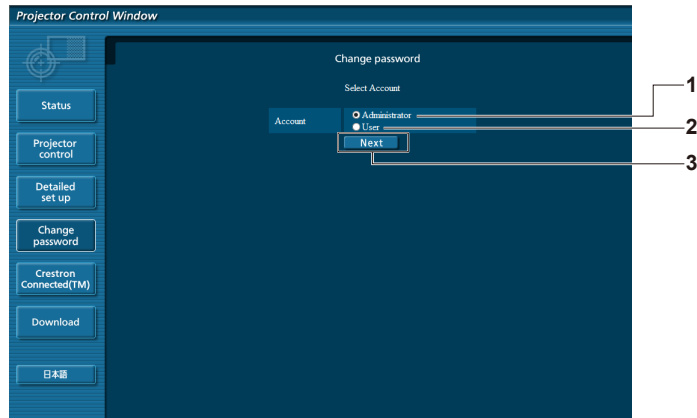 Projector Control Window
Change password
Select Account
Account
Administrator
User
Next
Status
Projector
control
Detailed
set up
Change
password
Crestron
Connected(TM)
Download
日本語
1
2
3